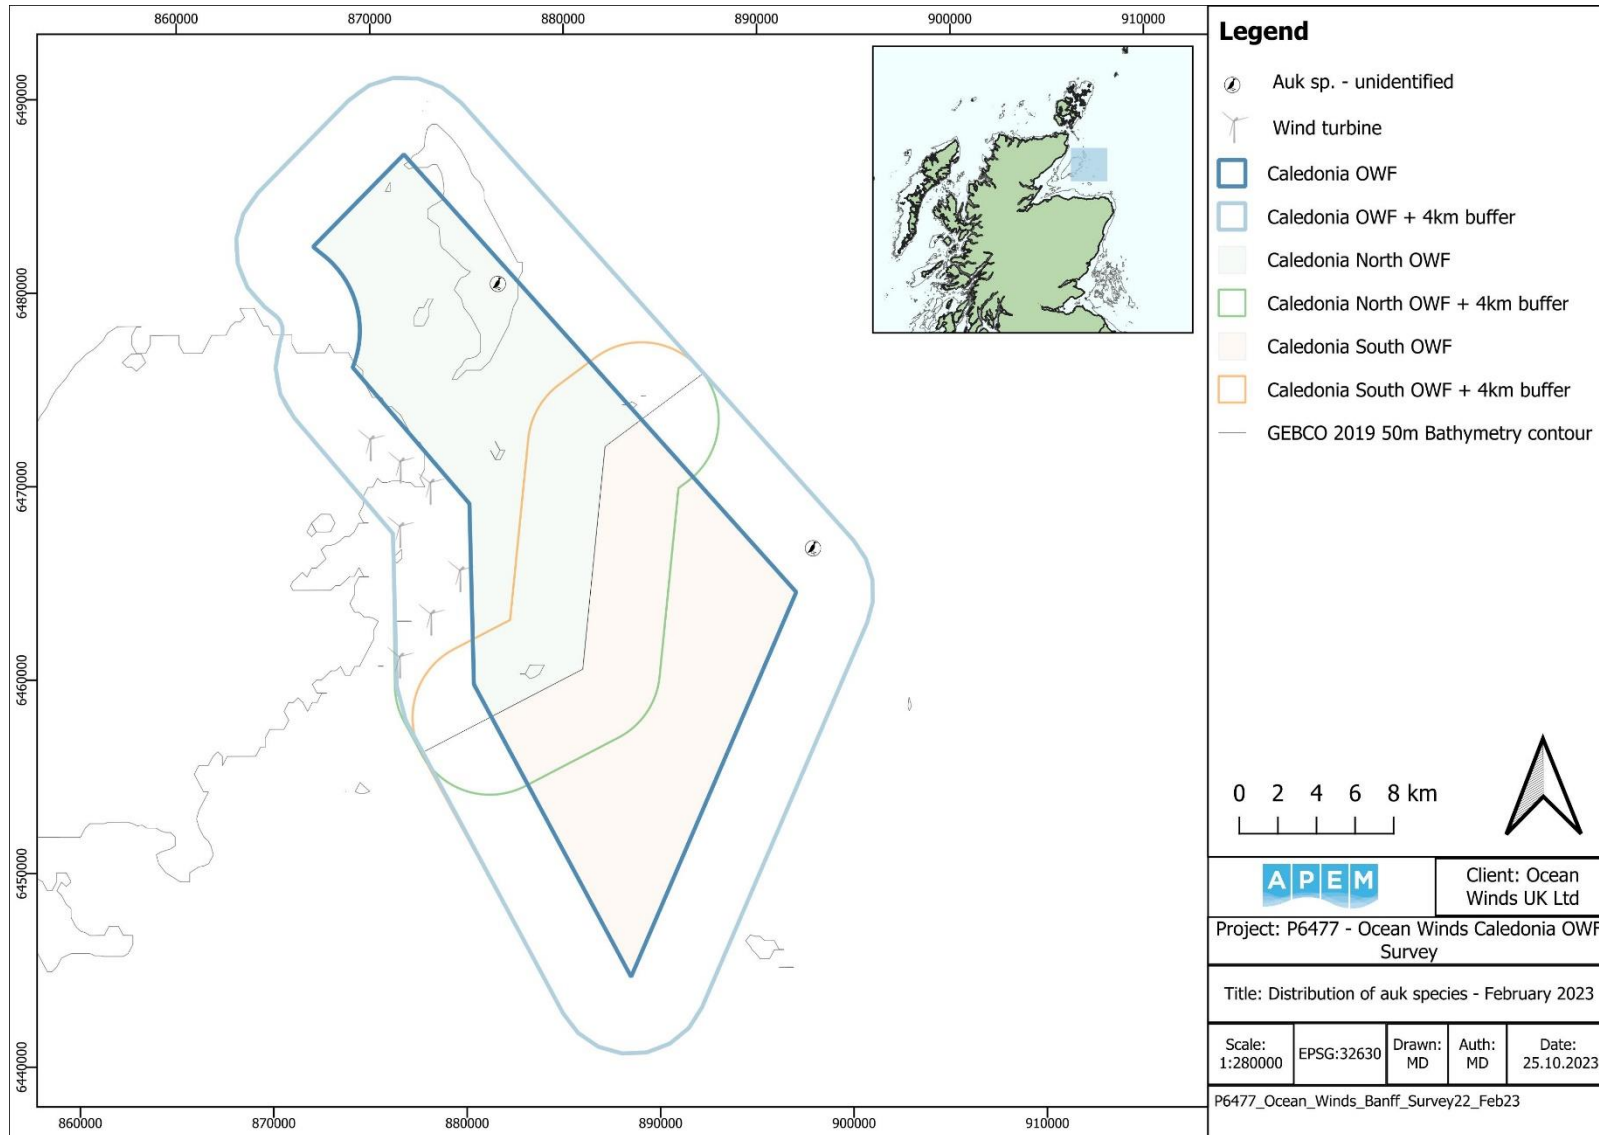 860000 870000 880000 890000 900000 910000
6490000
6480000
6470000
6460000
6450000
6440000
860000 870000 880000 890000 900000 910000
Legend
Auk sp. - unidentified
Wind turbine
Caledonia OWF
Caledonia OWF + 4km buffer
Caledonia North OWF
Caledonia North OWF + 4km buffer
Caledonia South OWF
Caledonia South OWF + 4km buffer
GEBCO 2019 50m Bathymetry contour
0 2 4 6 8 km
APEM
Client: Ocean
Winds UK Ltd
Project: P6477 - Ocean Winds Caledonia OWF
Survey
Title: Distribution of auk species - February 2023
Scale:
1:280000
EPSG:32630
Drawn:
MD
Auth:
MD
Date:
25.10.2023
P6477_Ocean_Winds_Banff_Survey22_Feb23